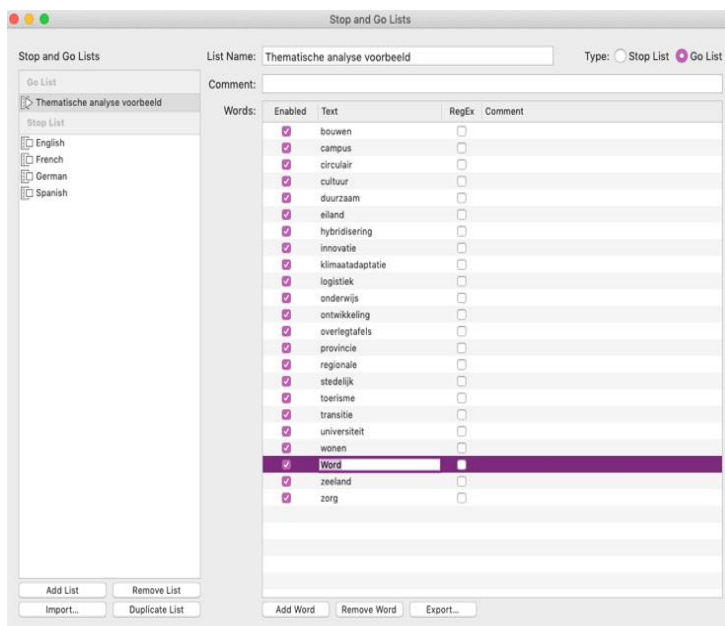 Stop and Go Lists
Stop and Go Lists
List Name: Thematische analyse voorbeeld Type: Stop List Go List
Go List
Comment:
Thematische analyse voorbeeld
Words: Enabled Text RegEx Comment
Stop List
English
French
German
Spanish
bouwen
campus
circulair
cultuur
duurzaam
eiland
hybridisering
innovatie
klimaatadaptatie
logistiek
onderwijs
ontwikkeling
overlegtafels
provincie
regionale
stedelijk
toerisme
transitie
universiteit
wonen
Word
zeeland
zorg
Add List Remove List
Import... Duplicate List
Add Word Remove Word Export...